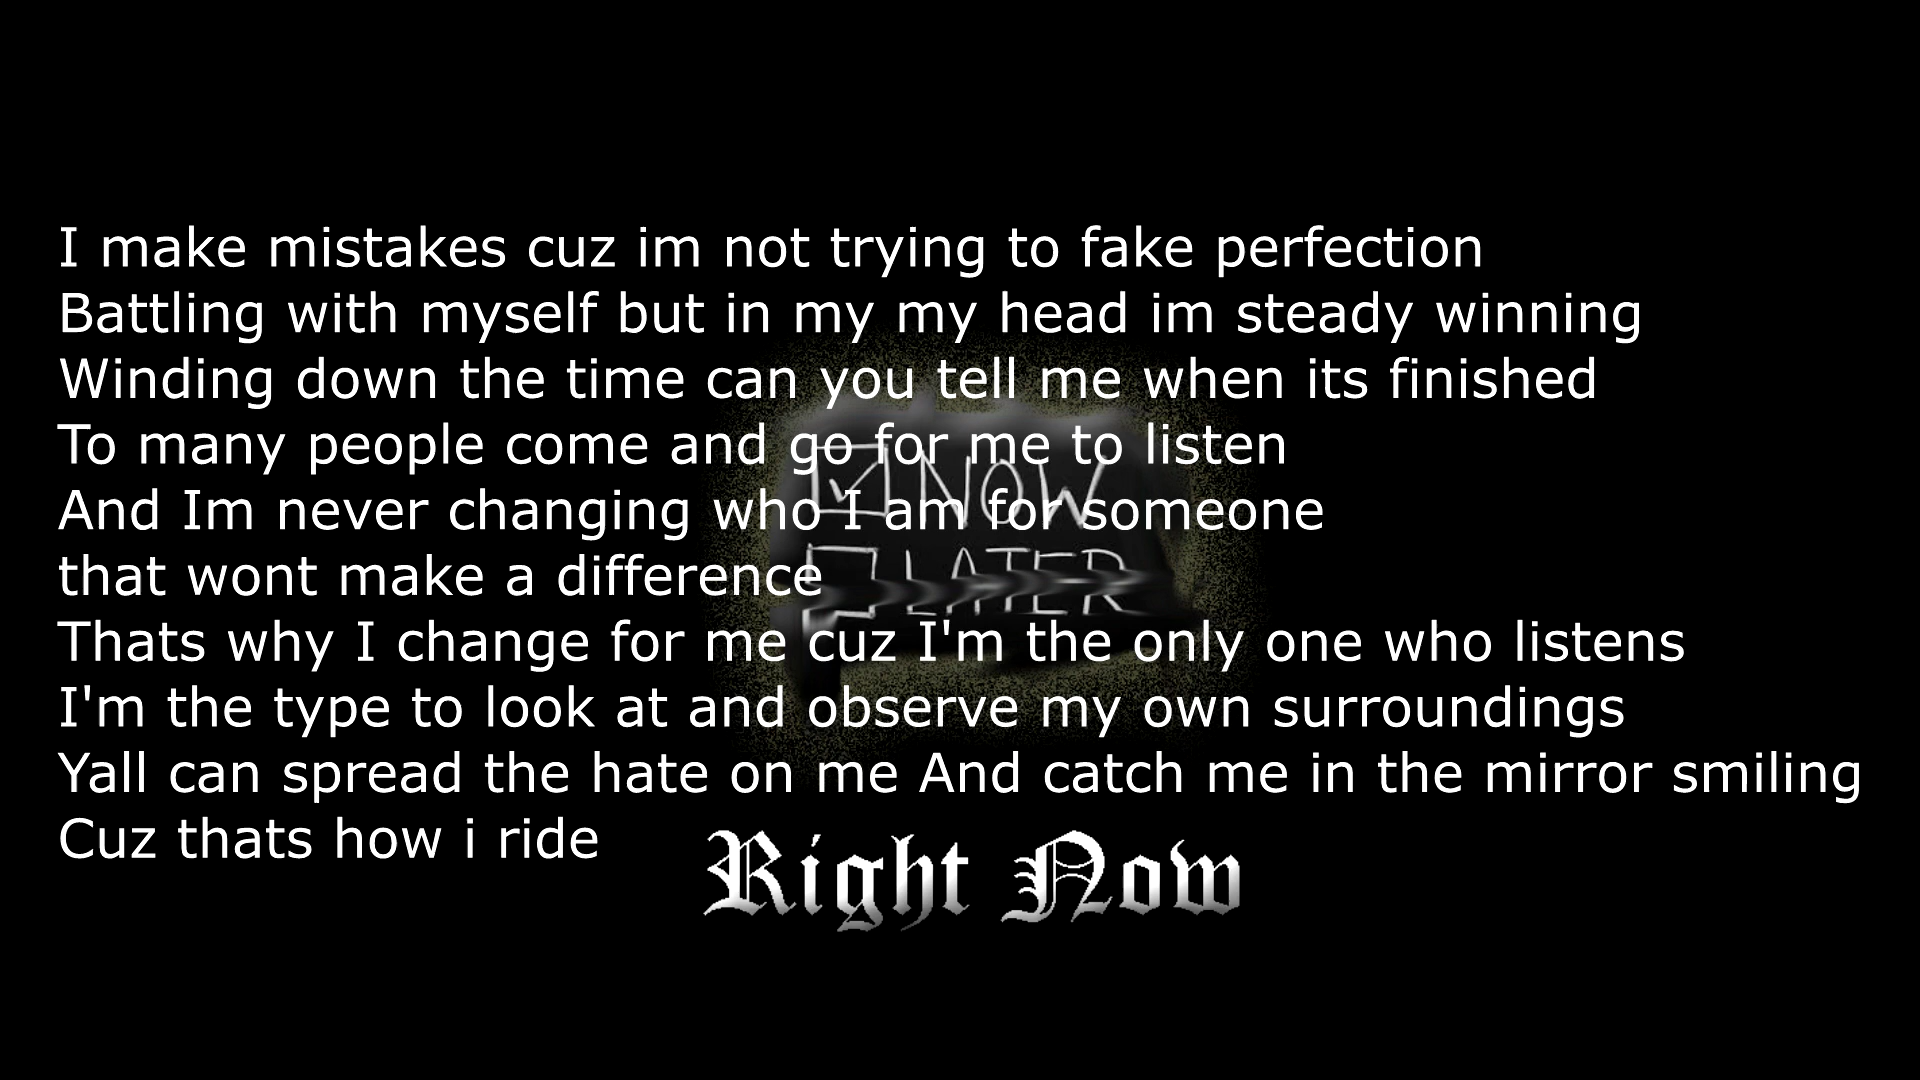 I make mistakes cuz im not trying to fake perfection
Battling with myself but in my my head im steady winning
Winding down the time can you tell me when its finished
To many people come and go for me to listen
NOW
And Im never changing who I am for someone
that wont make a difference
LATER
Thats why I change for me cuz I'm the only one who listens
I'm the type to look at and observe my own surroundings
Yall can spread the hate on me And catch me in the mirror smiling
Cuz thats how i ride
Right Now